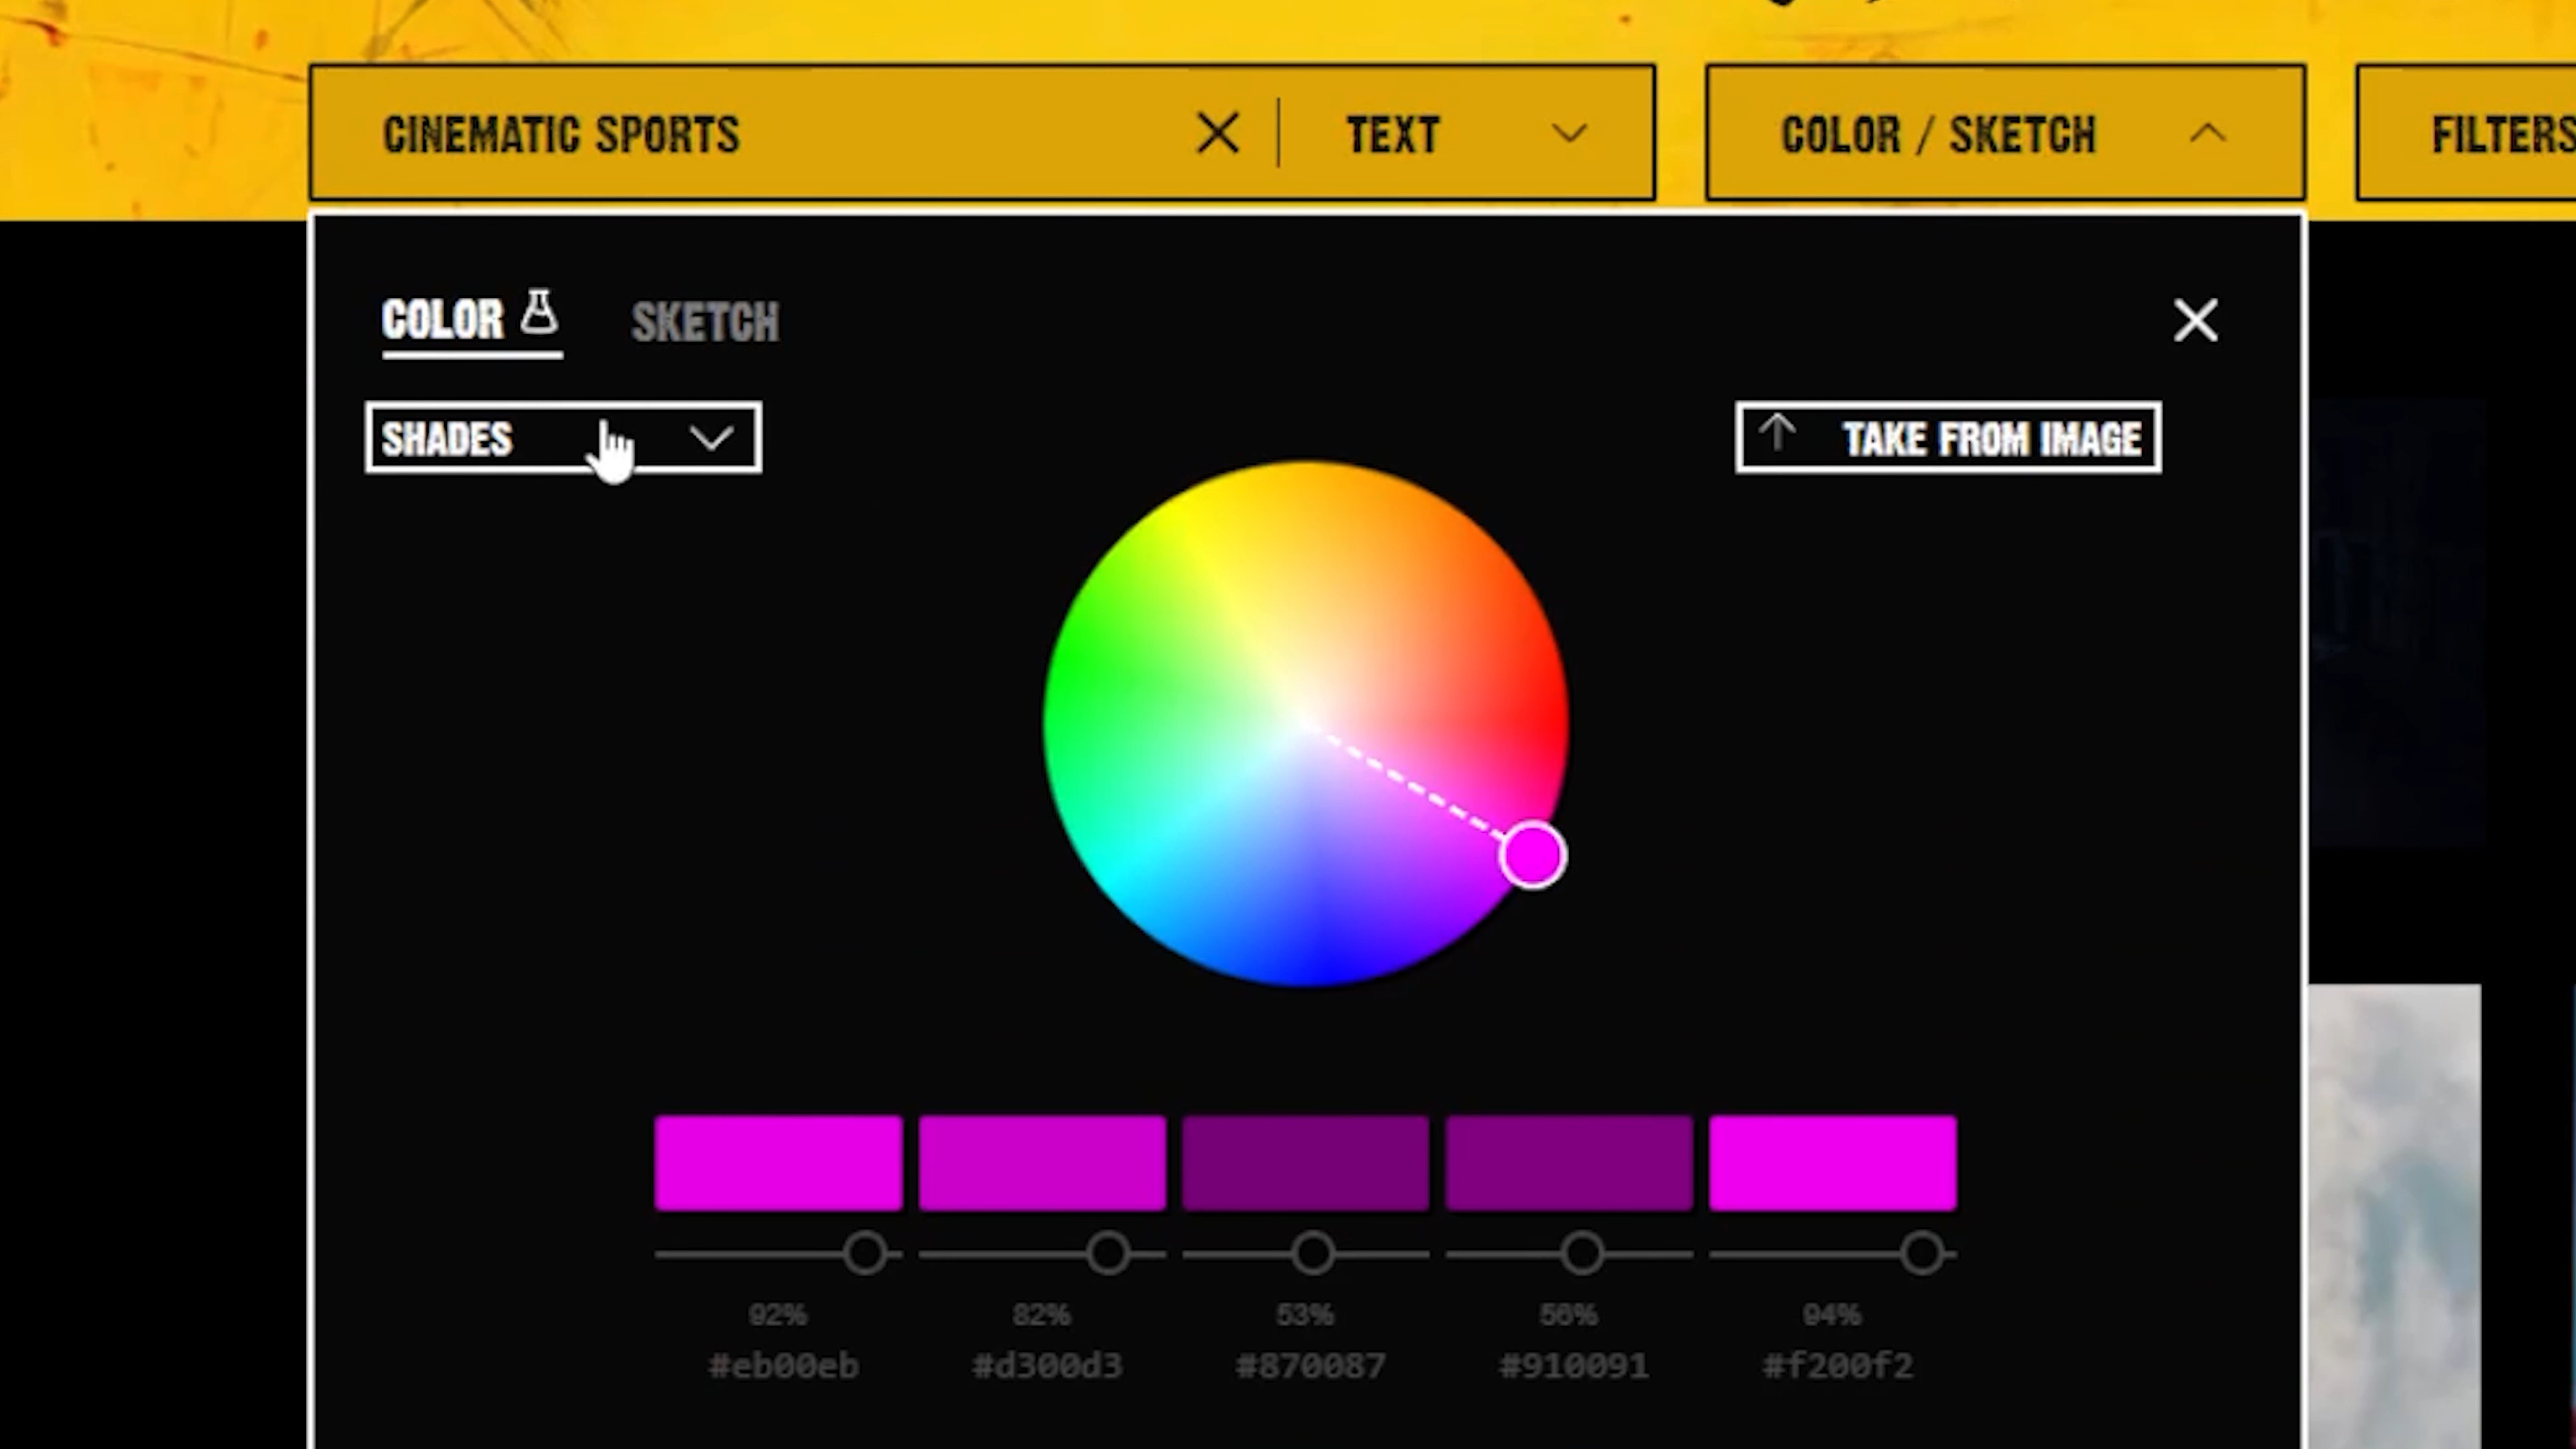 CINEMATIC SPORTS
TEXT
COLOR / SKETCH
FILTERS
COLOR
SKETCH
SHADES
TAKE FROM IMAGE
92%
82%
53%
56%
94%
#eb00eb
#d300d3
#870087
#910091
#f200f2